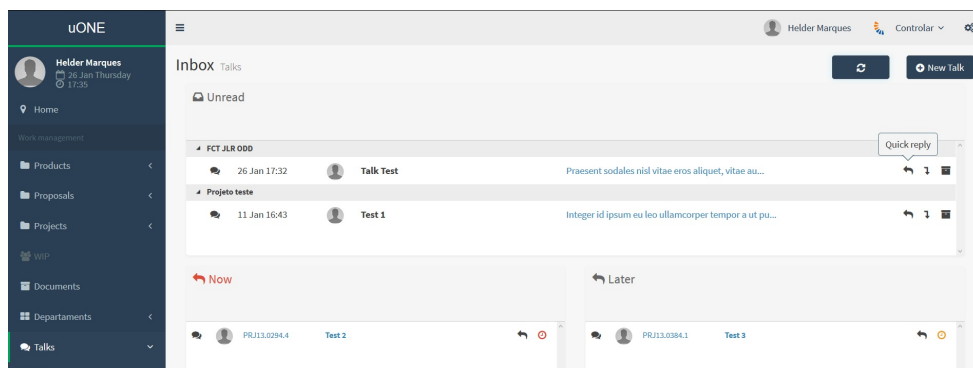 uONE
Helder Marques
Controlar
Helder Marques
26 Jan Thursday
17:35
Inbox Talks
New Talk
Home
Unread
Work management
Quick reply
FCT JLR ODD
Products
26 Jan 17:32 Talk Test Praesent sodales nisl vitae eros aliquet, vitae au...
Projeto teste
Proposals
11 Jan 16:43 Test 1 Integer id ipsum eu leo ullamcorper tempor a ut pu...
Projects
WIP
Now
Later
Documents
Departaments
PRJ13.0294.4 Test 2
PRJ13.0384.1 Test 3
Talks